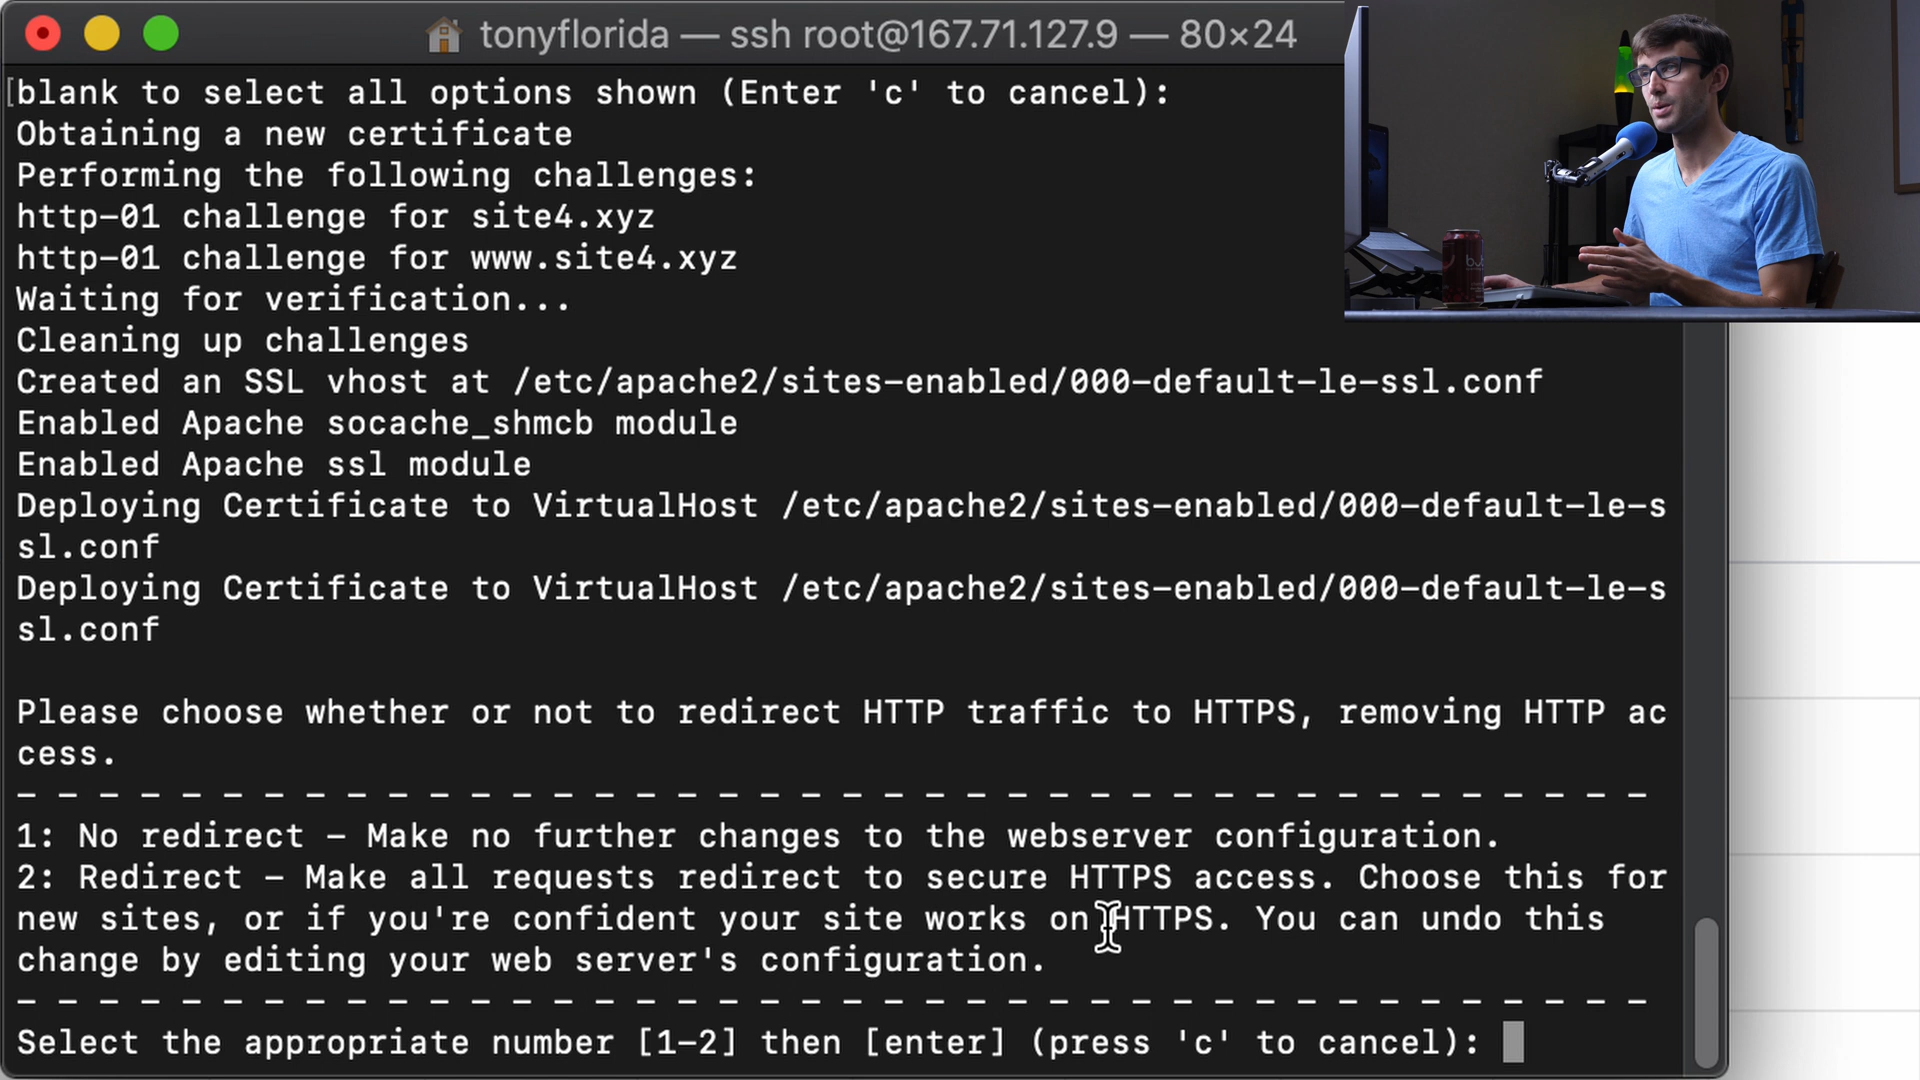 tonyflorida — ssh root@167.71.127.9 — 80×24
[blank to select all options shown (Enter 'c' to cancel):
Obtaining a new certificate
Performing the following challenges:
http-01 challenge for site4.xyz
http-01 challenge for www.site4.xyz
Waiting for verification...
Cleaning up challenges
Created an SSL vhost at /etc/apache2/sites-enabled/000-default-le-ssl.conf
Enabled Apache socache_shmcb module
Enabled Apache ssl module
Deploying Certificate to VirtualHost /etc/apache2/sites-enabled/000-default-le-s
sl.conf
Deploying Certificate to VirtualHost /etc/apache2/sites-enabled/000-default-le-s
sl.conf
Please choose whether or not to redirect HTTP traffic to HTTPS, removing HTTP ac
cess.
- - - - - - - - - - - - - - - - - - - - - - - - - - - - - - - - - - - - - - - -
1: No redirect - Make no further changes to the webserver configuration.
2: Redirect - Make all requests redirect to secure HTTPS access. Choose this for
new sites, or if you're confident your site works on HTTPS. You can undo this
change by editing your web server's configuration.
- - - - - - - - - - - - - - - - - - - - - - - - - - - - - - - - - - - - - - - -
Select the appropriate number [1-2] then [enter] (press 'c' to cancel):